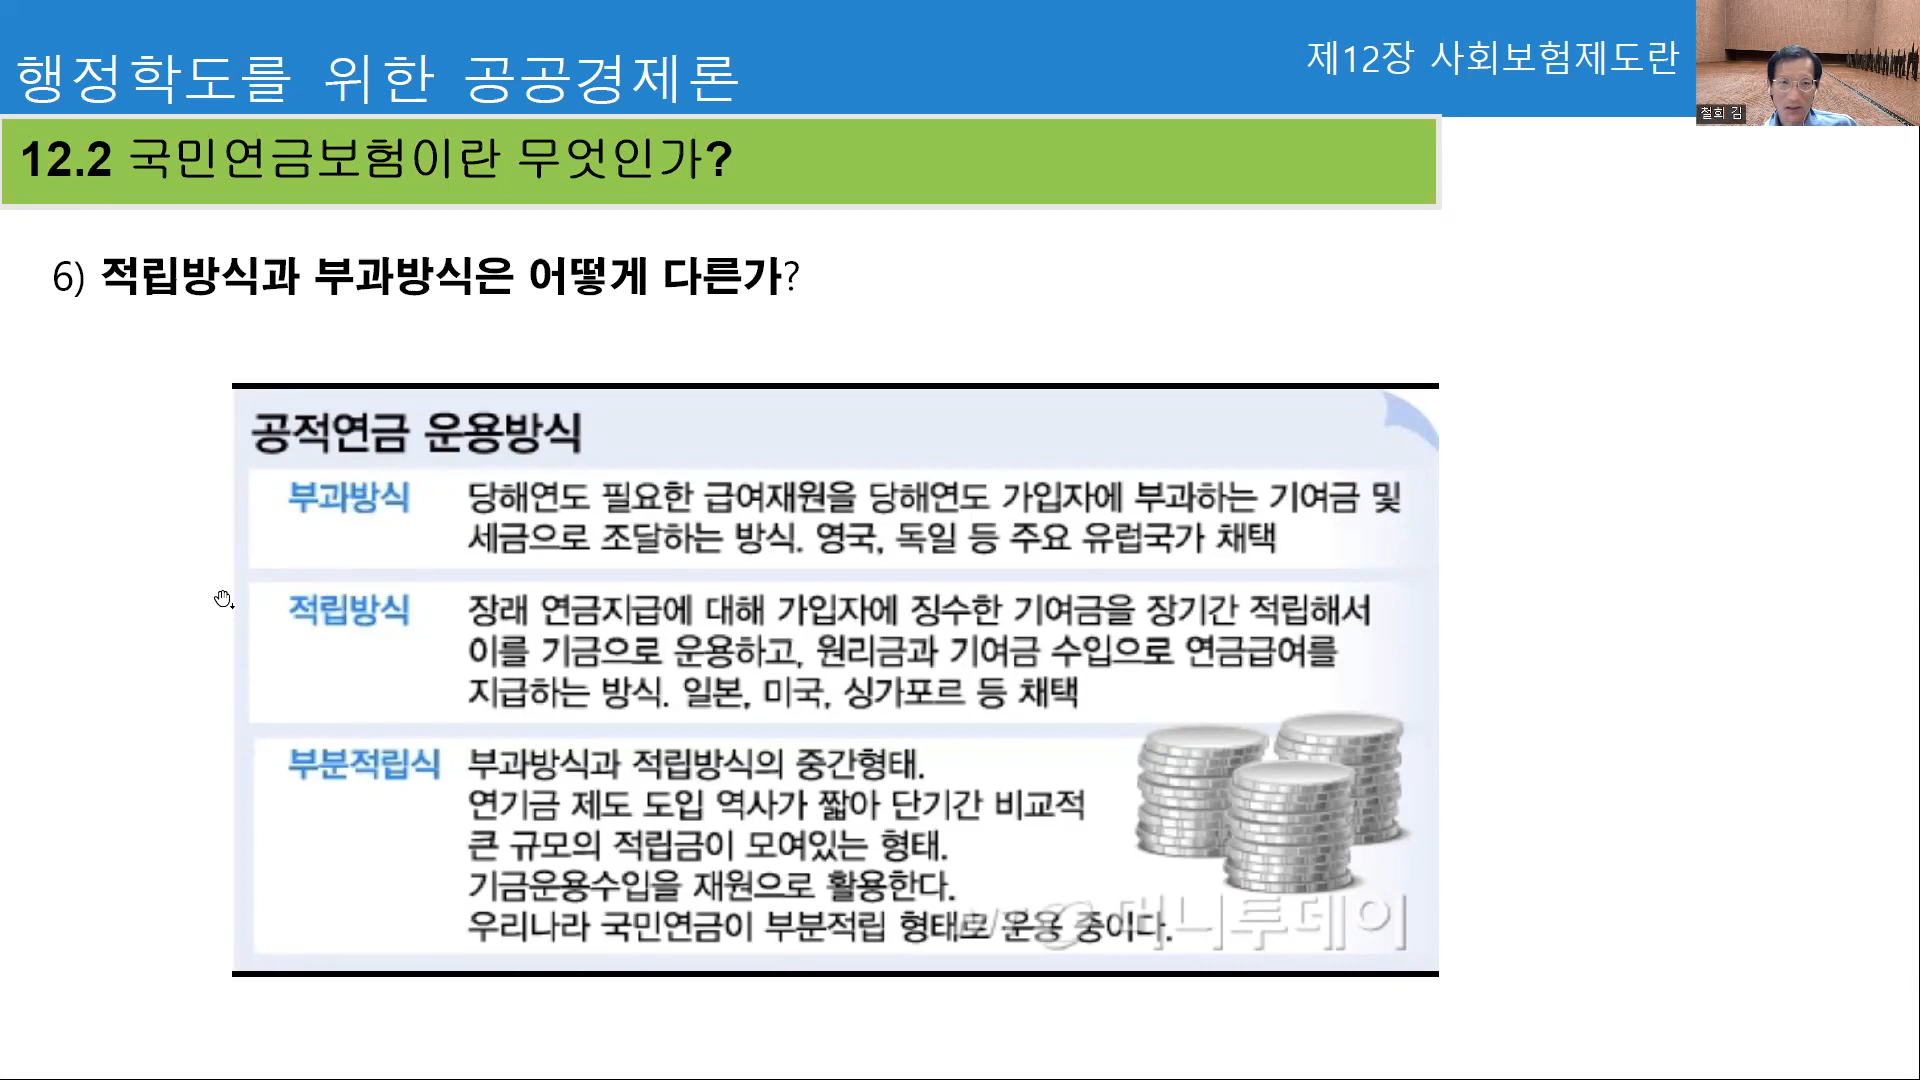 행정학도를 위한 공공경제론
제12장 사회보험제도란
철희 김
12.2 국민연금보험이란 무엇인가?
6) 적립방식과 부과방식은 어떻게 다른가?
공적연금 운용방식
부과방식
당해연도 필요한 급여재원을 당해연도 가입자에 부과하는 기여금 및
세금으로 조달하는 방식. 영국, 독일 등 주요 유럽국가 채택
적립방식
장래 연금지급에 대해 가입자에 징수한 기여금을 장기간 적립해서
이를 기금으로 운용하고, 원리금과 기여금 수입으로 연금급여를
지급하는 방식. 일본, 미국, 싱가포르 등 채택
부분적립식
부과방식과 적립방식의 중간형태.
연기금 제도 도입 역사가 짧아 단기간 비교적
큰 규모의 적립금이 모여있는 형태.
기금운용수입을 재원으로 활용한다.
우리나라 국민연금이 부분적립 형태로 운용 중이다.
머니투데이